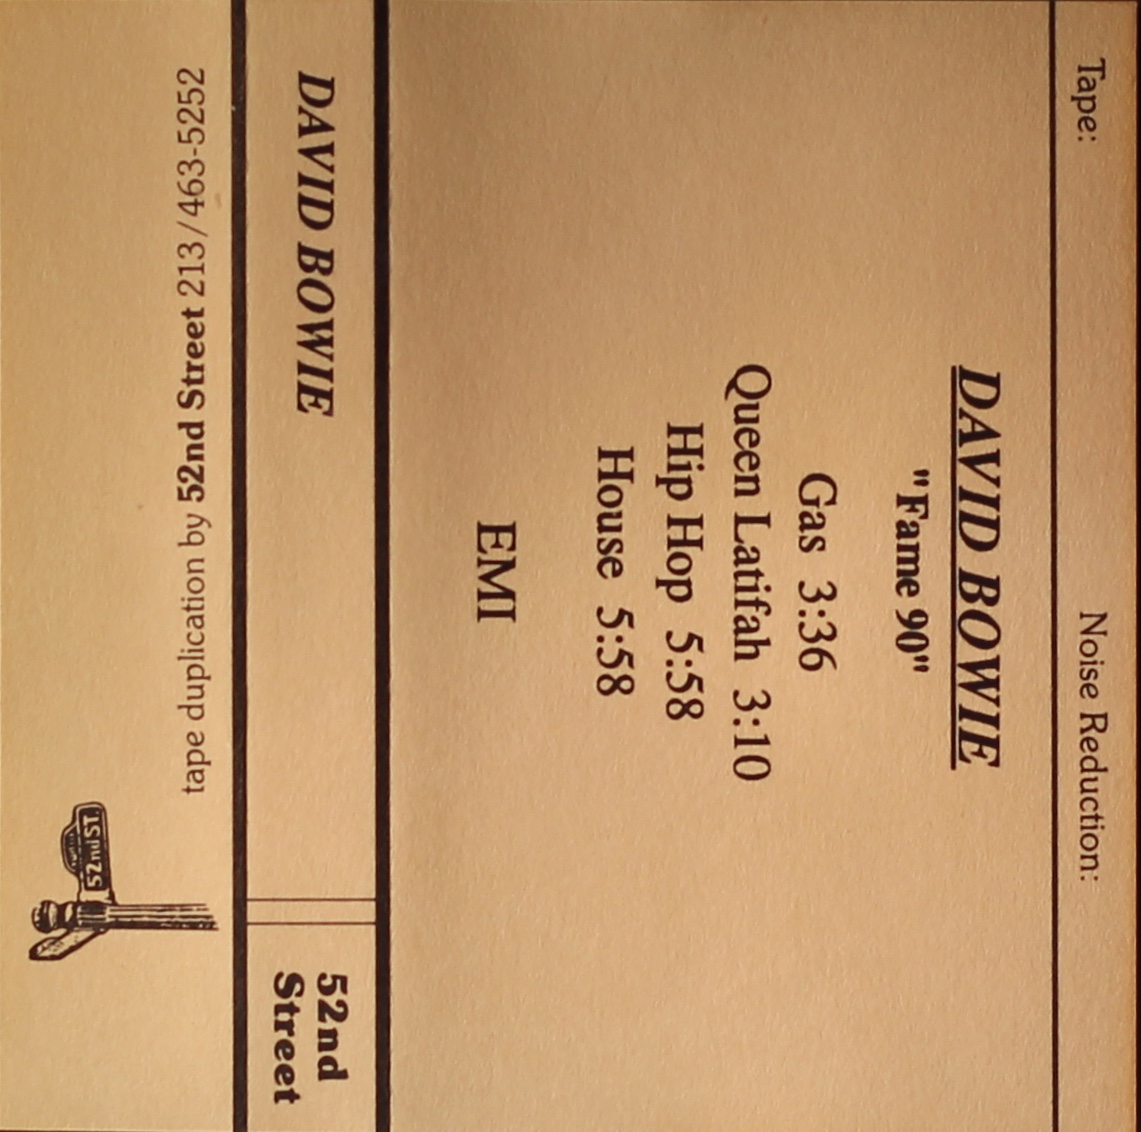 Tape: Noise Reduction:
DAVID BOWIE
"Fame 90"
Gas 3:36
Queen Latifah 3:10
Hip Hop 5:58
House 5:58
EMI
DAVID BOWIE
52nd
Street
tape duplication by 52nd Street 213/463-5252
52nd ST.